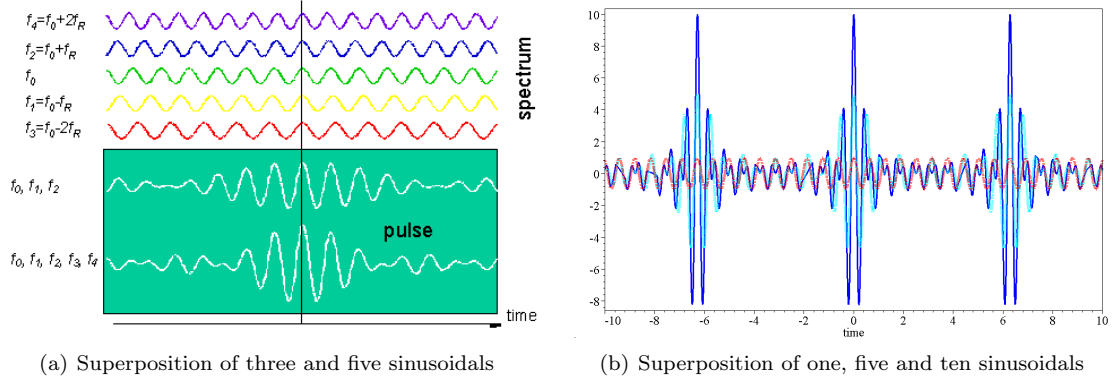 f4=f0+2fR
f2=f0+fR
f0
f1=f0-fR
f3=f0-2fR
spectrum
f0, f1, f2
pulse
f0, f1, f2, f3, f4
time
(a) Superposition of three and five sinusoidals
10
8
6
4
2
0
-2
-4
-6
-8
-10 -8 -6 -4 -2 0 2 4 6 8 10
time
(b) Superposition of one, five and ten sinusoidals